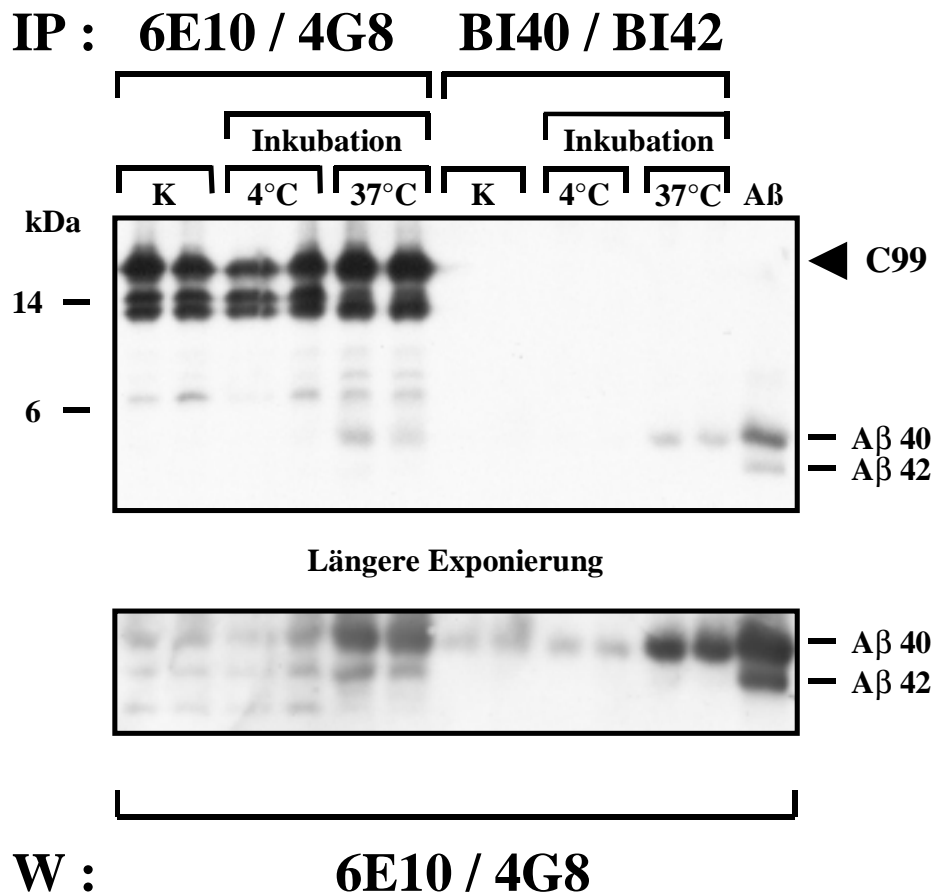 IP : 6E10 / 4G8 BI40 / BI42
Inkubation Inkubation
K 4°C 37°C K 4°C 37°C Aß
kDa
C99
14
6
Aβ 40
Aβ 42
Längere Exponierung
Aβ 40
Aβ 42
W : 6E10 / 4G8